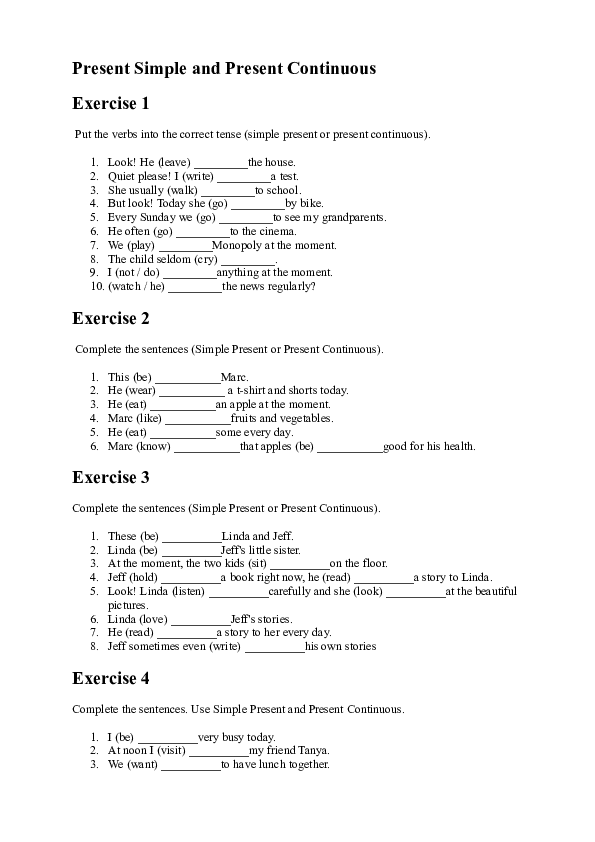 Present Simple and Present Continuous
Exercise 1
Put the verbs into the correct tense (simple present or present continuous).
1. Look! He (leave) _________the house.
2. Quiet please! I (write) _________a test.
3. She usually (walk) _________to school.
4. But look! Today she (go) _________by bike.
5. Every Sunday we (go) _________to see my grandparents.
6. He often (go) _________to the cinema.
7. We (play) _________Monopoly at the moment.
8. The child seldom (cry) _________.
9. I (not / do) _________anything at the moment.
10. (watch / he) _________the news regularly?
Exercise 2
Complete the sentences (Simple Present or Present Continuous).
1. This (be) ___________Marc.
2. He (wear) ___________ a t-shirt and shorts today.
3. He (eat) ___________an apple at the moment.
4. Marc (like) ___________fruits and vegetables.
5. He (eat) ___________some every day.
6. Marc (know) ___________that apples (be) ___________good for his health.
Exercise 3
Complete the sentences (Simple Present or Present Continuous).
1. These (be) __________Linda and Jeff.
2. Linda (be) __________Jeff's little sister.
3. At the moment, the two kids (sit) __________on the floor.
4. Jeff (hold) __________a book right now, he (read) __________a story to Linda.
5. Look! Linda (listen) __________carefully and she (look) __________at the beautiful
pictures.
6. Linda (love) __________Jeff's stories.
7. He (read) __________a story to her every day.
8. Jeff sometimes even (write) __________his own stories
Exercise 4
Complete the sentences. Use Simple Present and Present Continuous.
1. I (be) __________very busy today.
2. At noon I (visit) __________my friend Tanya.
3. We (want) __________to have lunch together.